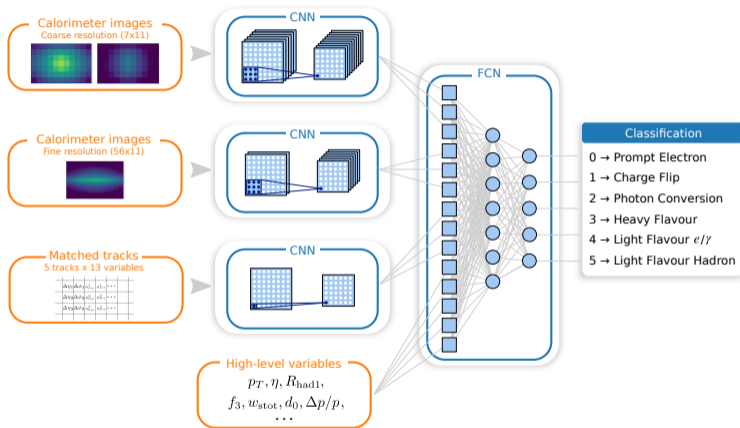 Calorimeter images
Coarse resolution (7x11)
CNN
Calorimeter images
Fine resolution (56x11)
CNN
Matched tracks
5 tracks x 13 variables
CNN
High-level variables
p_T, η, R_had1,
f_3, w_stot, d_0, Δp/p,
...
FCN
Classification
0 → Prompt Electron
1 → Charge Flip
2 → Photon Conversion
3 → Heavy Flavour
4 → Light Flavour e/γ
5 → Light Flavour Hadron